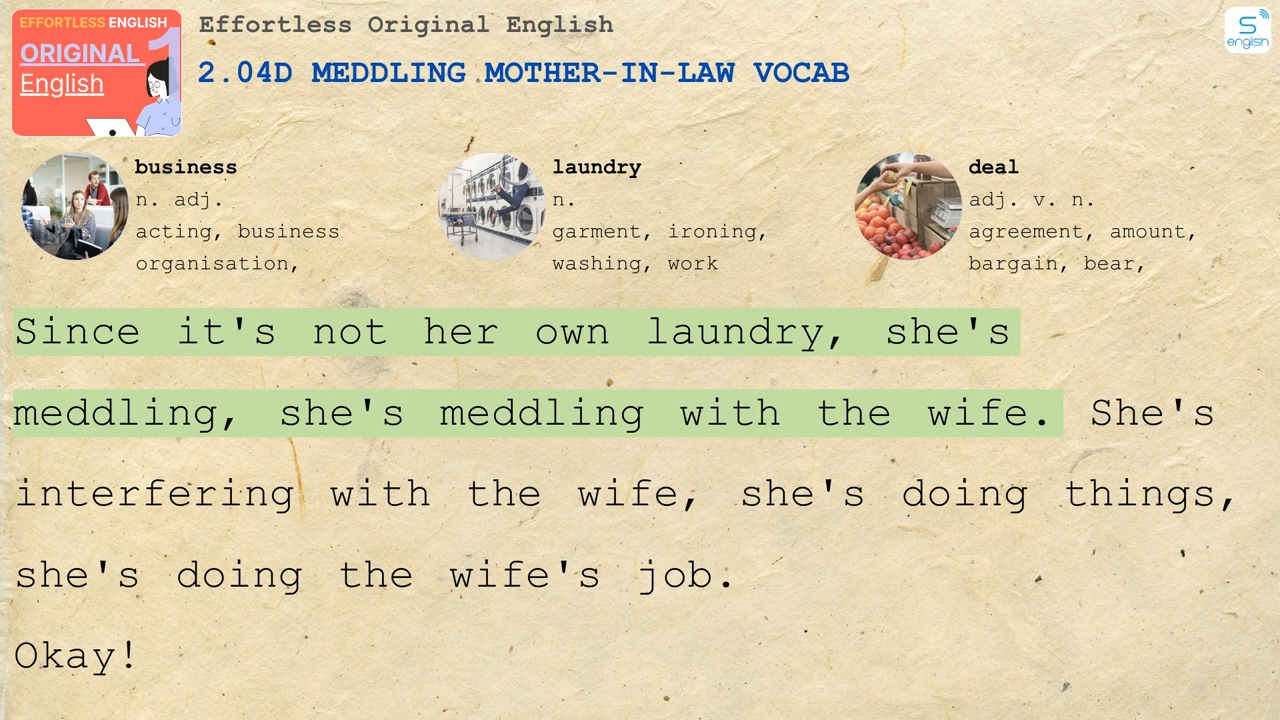 EFFORTLESS ENGLISH
ORIGINAL 1
English
Effortless Original English
2.04D MEDDLING MOTHER-IN-LAW VOCAB
S
english
business
n. adj.
acting, business
organisation,
laundry
n.
garment, ironing,
washing, work
deal
adj. v. n.
agreement, amount,
bargain, bear,
Since it's not her own laundry, she's
meddling, she's meddling with the wife. She's
interfering with the wife, she's doing things,
she's doing the wife's job.
Okay!